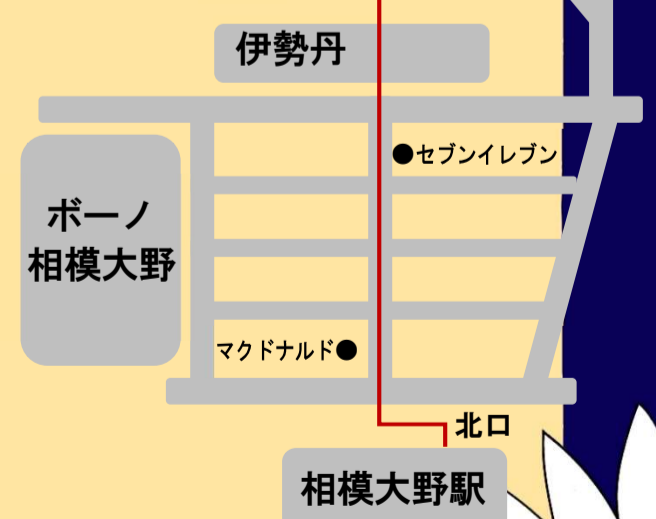 伊勢丹
●セブンイレブン
ボーノ
相模大野
マクドナルド●
北口
相模大野駅